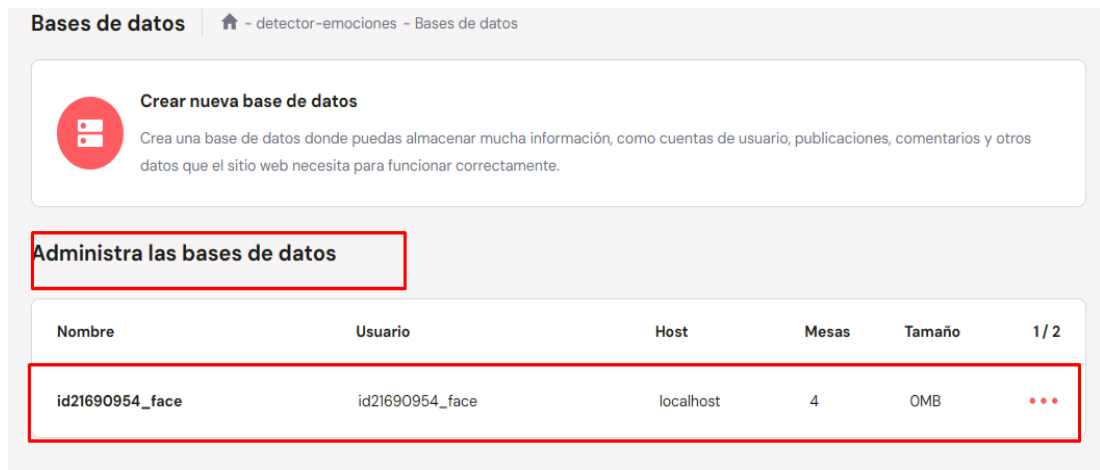 Bases de datos - detector-emociones - Bases de datos
Crear nueva base de datos
Crea una base de datos donde puedas almacenar mucha información, como cuentas de usuario, publicaciones, comentarios y otros
datos que el sitio web necesita para funcionar correctamente.
Administra las bases de datos
Nombre Usuario Host Mesas Tamaño 1 / 2
id21690954_face id21690954_face localhost 4 0MB